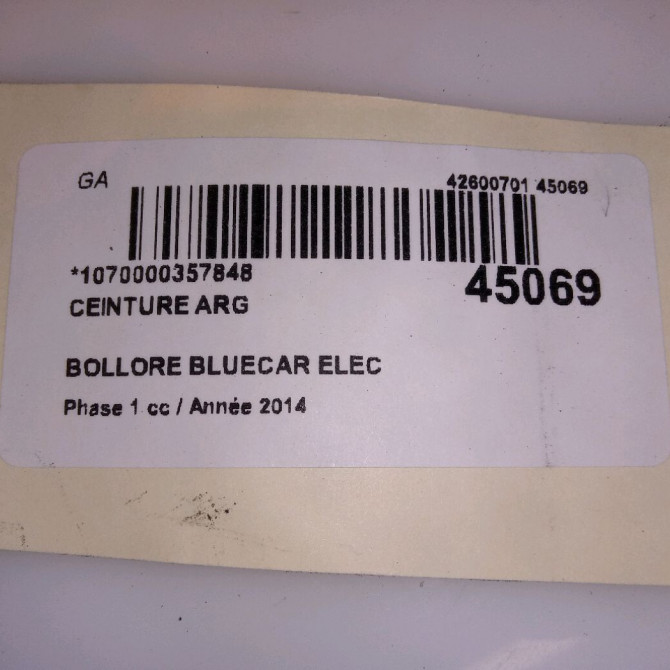 GA 42600701 45069
*1070000357848 45069
CEINTURE ARG
BOLLORE BLUECAR ELEC
Phase 1 cc / Année 2014